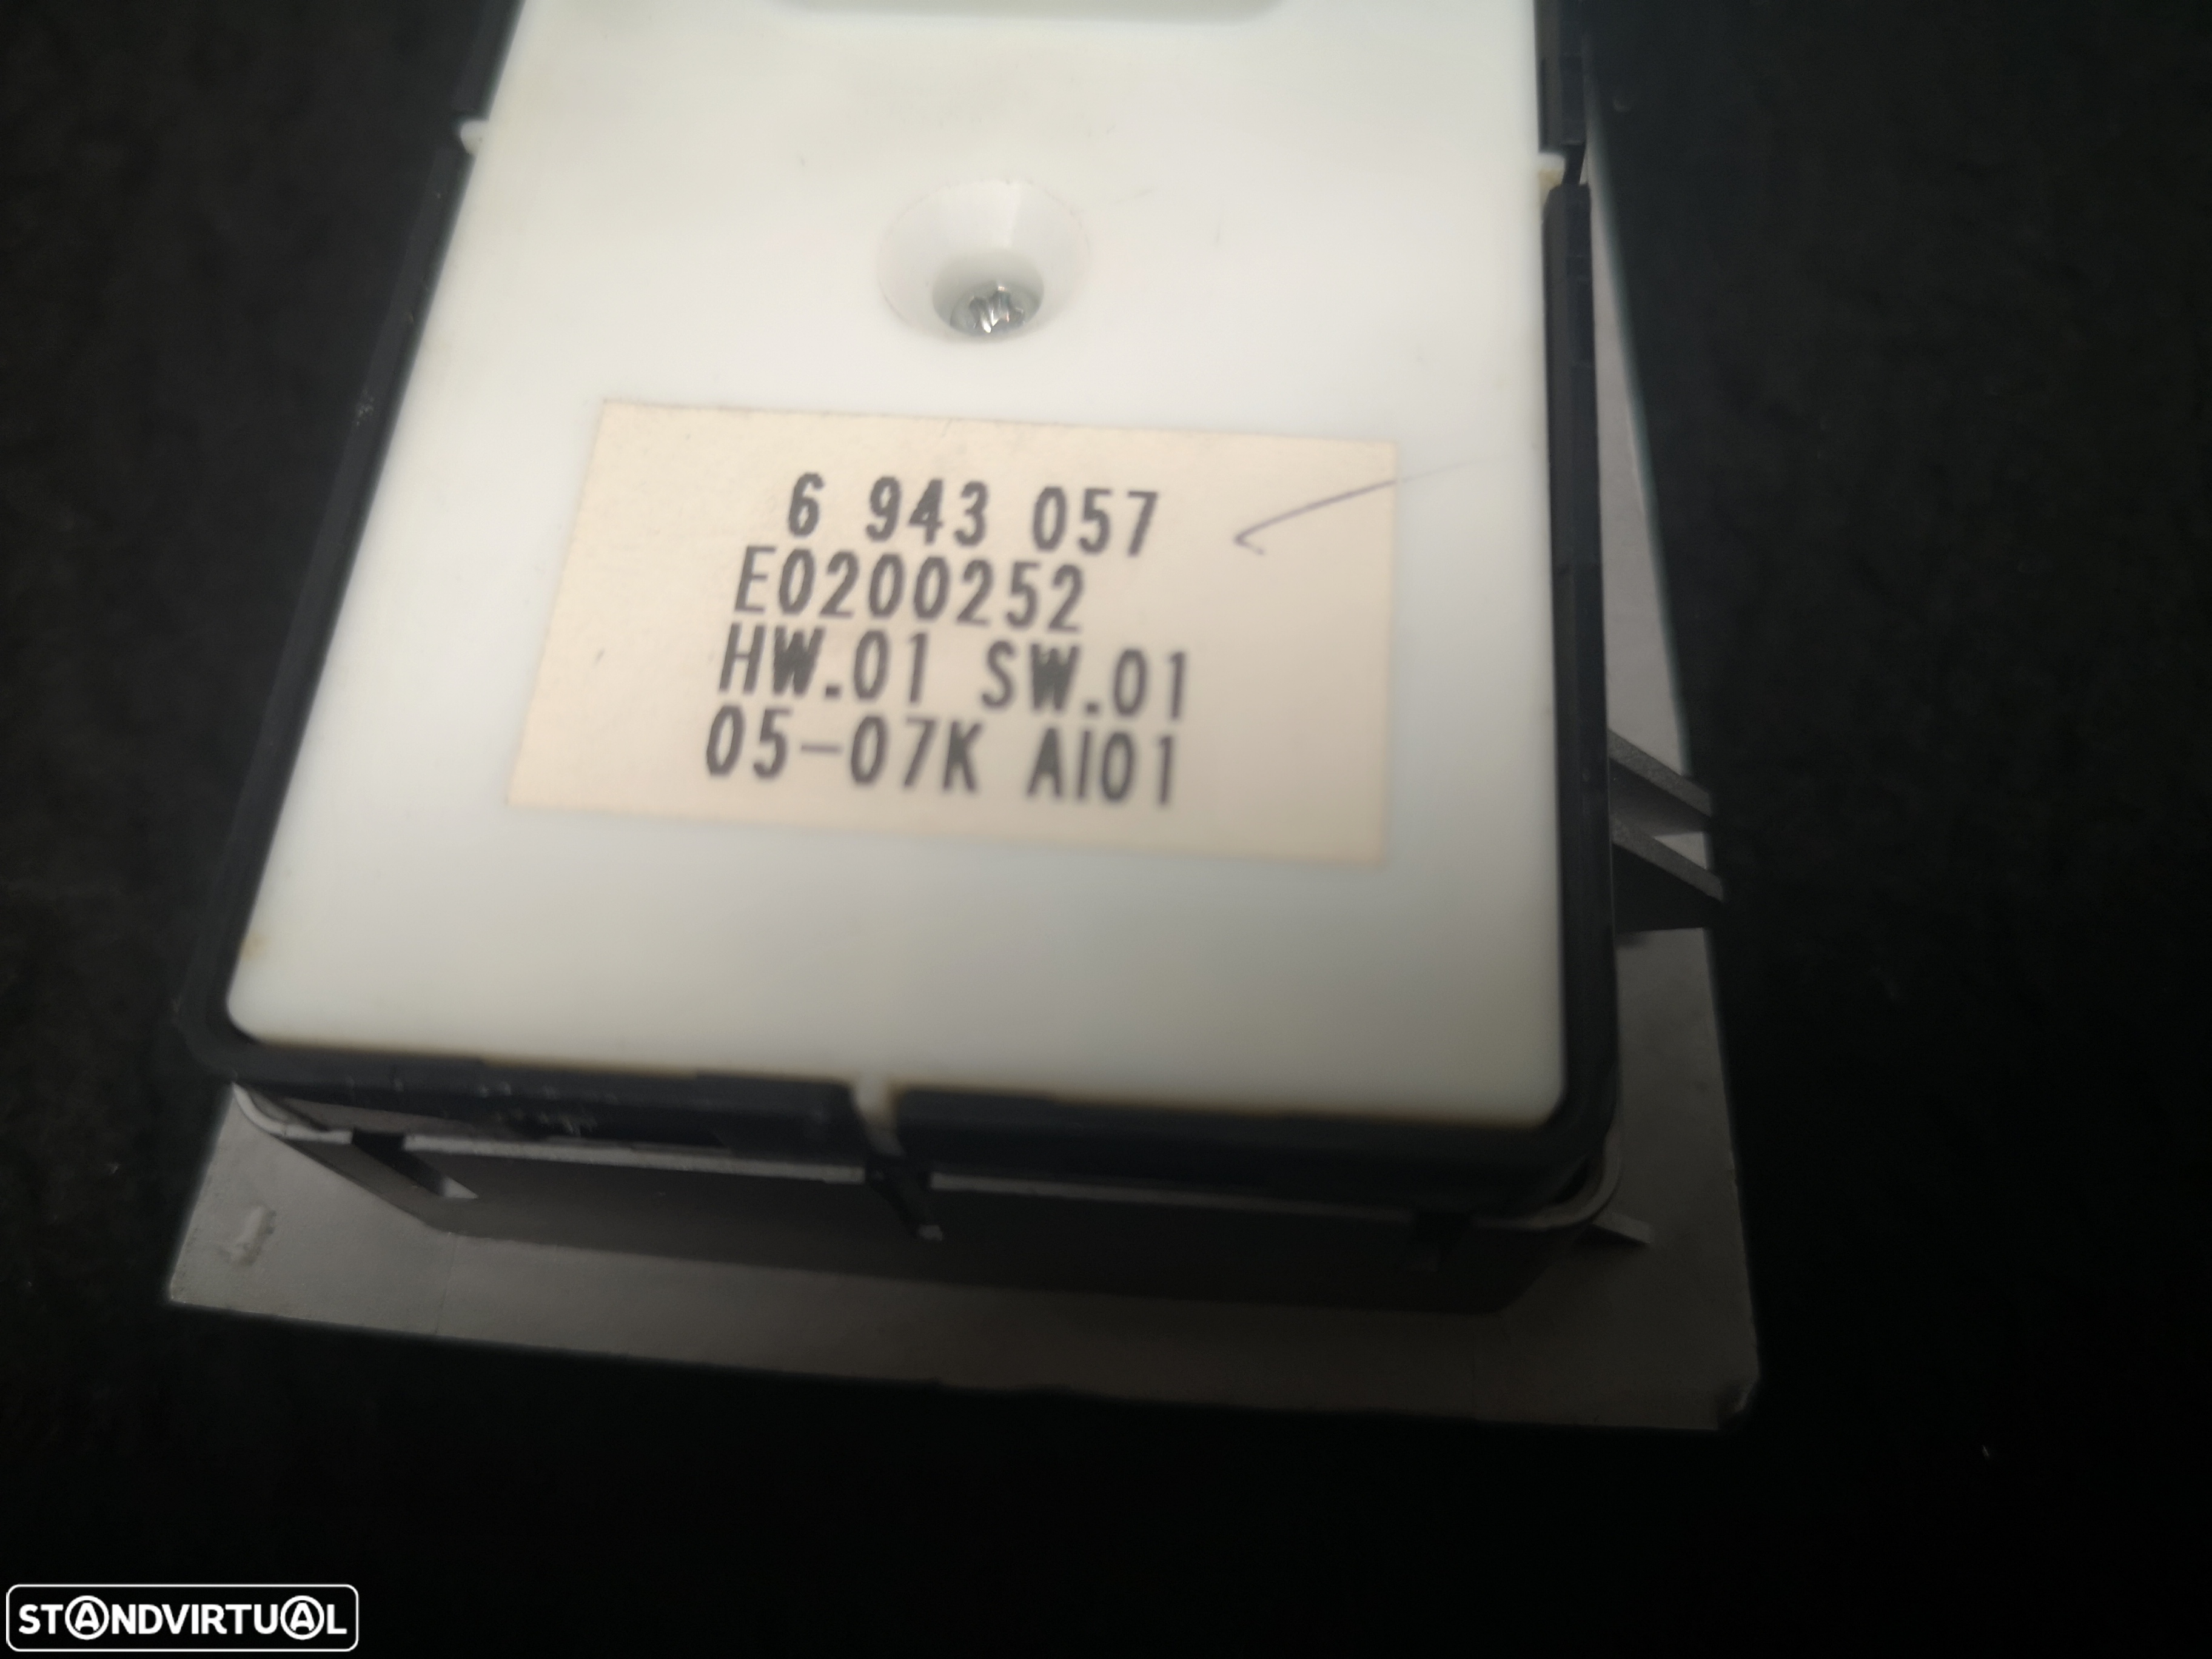 6 943 057
E0200252
HW.01 SW.01
05-07K AI01
STANDVIRTUAL